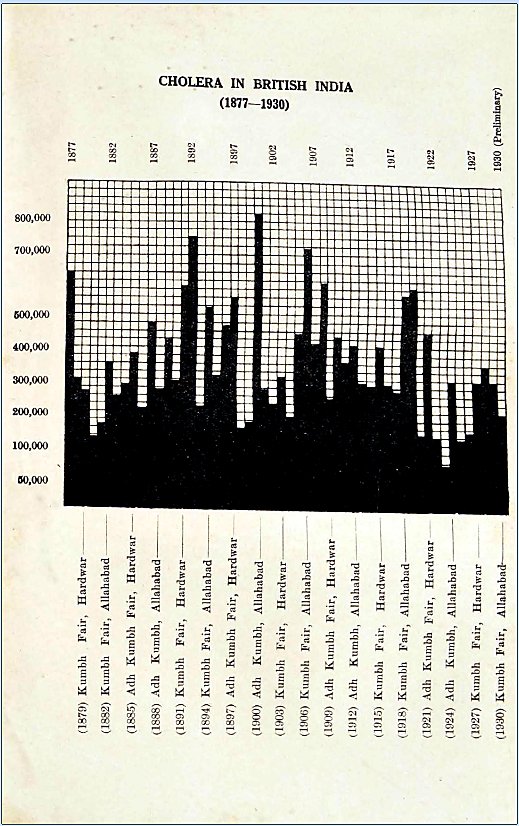 CHOLERA IN BRITISH INDIA
(1877—1930)
1877
1882
1887
1892
1897
1902
1907
1912
1917
1922
1927
1930 (Preliminary)
800,000
700,000
500,000
400,000
300,000
200,000
100,000
50,000
(1879) Kumbh Fair, Hardwar
(1882) Kumbh Fair, Allahabad
(1885) Adh Kumbh Fair, Hardwar
(1888) Adh Kumbh, Allahabad
(1891) Kumbh Fair, Hardwar
(1894) Kumbh Fair, Allahabad
(1897) Adh Kumbh Fair, Hardwar
(1900) Adh Kumbh, Allahabad
(1903) Kumbh Fair, Hardwar
(1906) Kumbh Fair, Allahabad
(1909) Adh Kumbh Fair, Hardwar
(1912) Adh Kumbh, Allahabad
(1915) Kumbh Fair, Hardwar
(1918) Kumbh Fair, Allahabad
(1921) Adh Kumbh Fair, Hardwar
(1924) Adh Kumbh, Allahabad
(1927) Kumbh Fair, Hardwar
(1930) Kumbh Fair, Allahabad